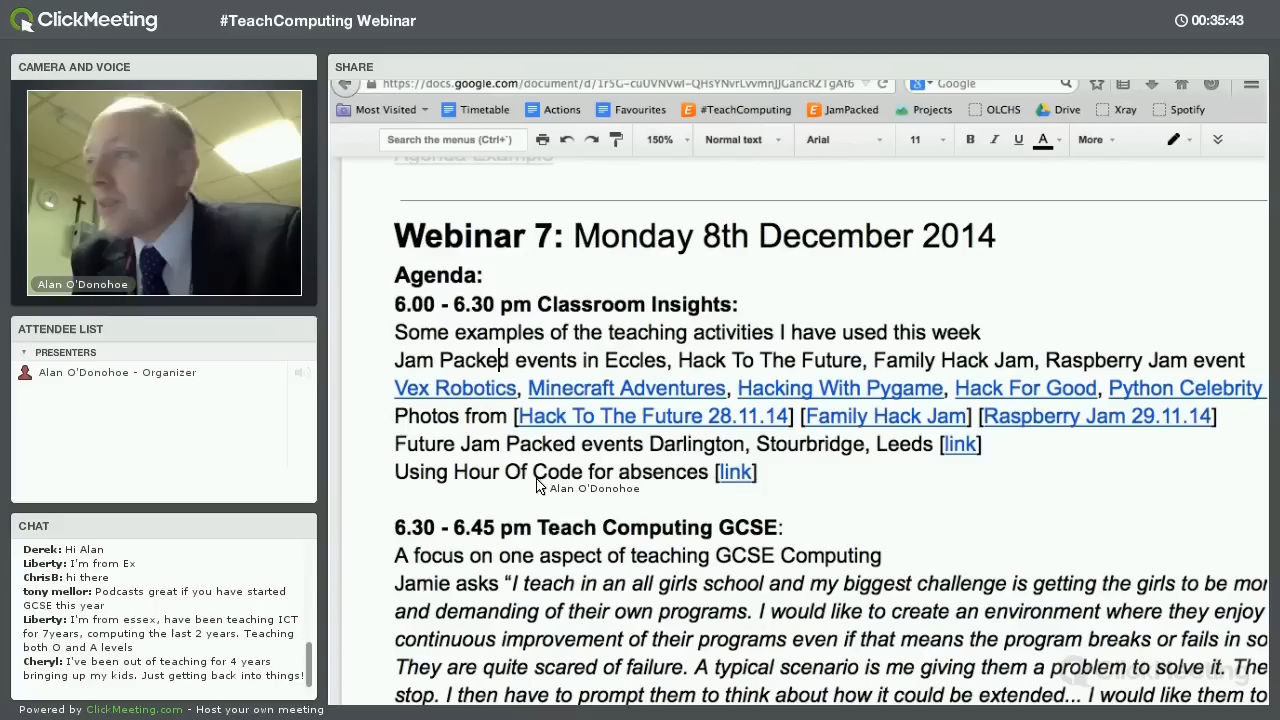 ClickMeeting
#TeachComputing Webinar
00:35:43
CAMERA AND VOICE
Alan O'Donohoe
ATTENDEE LIST
PRESENTERS
Alan O'Donohoe - Organizer
CHAT
Derek: Hi Alan
Liberty: I'm from Ex
ChrisB: hi there
tony mellor: Podcasts great if you have started
GCSE this year
Liberty: I'm from essex, have been teaching ICT
for 7years, computing the last 2 years. Teaching
both O and A levels
Cheryl: I've been out of teaching for 4 years
bringing up my kids. Just getting back into things!
Powered by ClickMeeting.com - Host your own meeting
SHARE
Google
Most Visited Timetable Actions Favourites #TeachComputing JamPacked Projects OLCHS Drive Xray Spotify
Search the menus (Ctrl+`) 150% Normal text Arial 11 B I U A More
Agenda Example
Webinar 7: Monday 8th December 2014
Agenda:
6.00 - 6.30 pm Classroom Insights:
Some examples of the teaching activities I have used this week
Jam Packed events in Eccles, Hack To The Future, Family Hack Jam, Raspberry Jam event
Vex Robotics, Minecraft Adventures, Hacking With Pygame, Hack For Good, Python Celebrity
Photos from [Hack To The Future 28.11.14] [Family Hack Jam] [Raspberry Jam 29.11.14]
Future Jam Packed events Darlington, Stourbridge, Leeds [link]
Using Hour Of Code for absences [link]
Alan O'Donohoe
6.30 - 6.45 pm Teach Computing GCSE:
A focus on one aspect of teaching GCSE Computing
Jamie asks “I teach in an all girls school and my biggest challenge is getting the girls to be mor
and demanding of their own programs. I would like to create an environment where they enjoy
continuous improvement of their programs even if that means the program breaks or fails in so
They are quite scared of failure. A typical scenario is me giving them a problem to solve it. The
stop. I then have to prompt them to think about how it could be extended... I would like them to
ClickMeeting